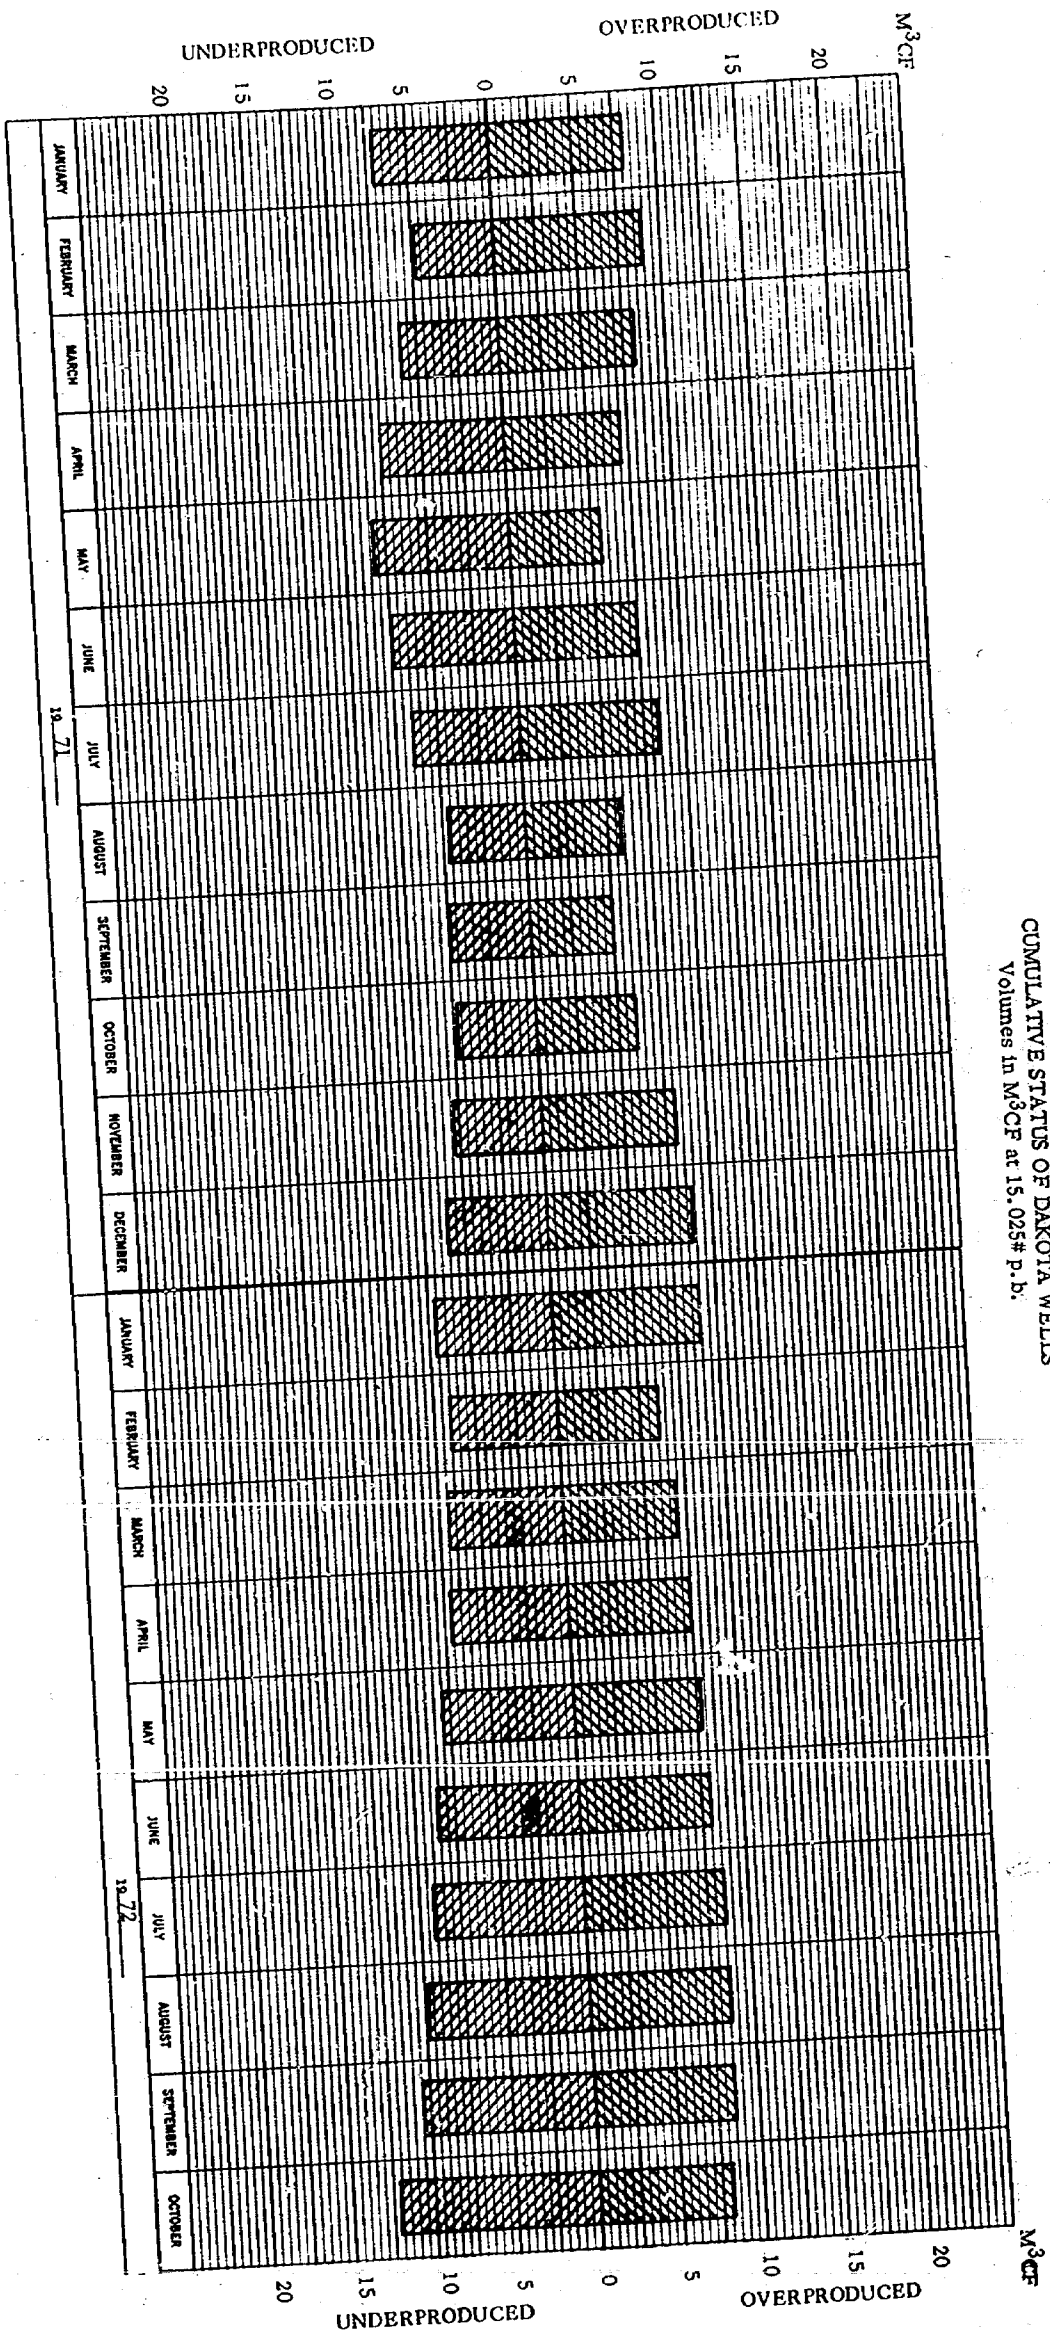 CUMULATIVE STATUS OF DAKOTA WELLS
Volumes in M³CF at 15.025# p.b.
M³CF
20
15
10
5
0
5
10
15
20
OVERPRODUCED
UNDERPRODUCED
JANUARY
FEBRUARY
MARCH
APRIL
MAY
JUNE
JULY
AUGUST
SEPTEMBER
OCTOBER
NOVEMBER
DECEMBER
19 71
JANUARY
FEBRUARY
MARCH
APRIL
MAY
JUNE
JULY
AUGUST
SEPTEMBER
OCTOBER
19 72
M³CF
20
15
10
5
0
5
10
15
20
OVERPRODUCED
UNDERPRODUCED